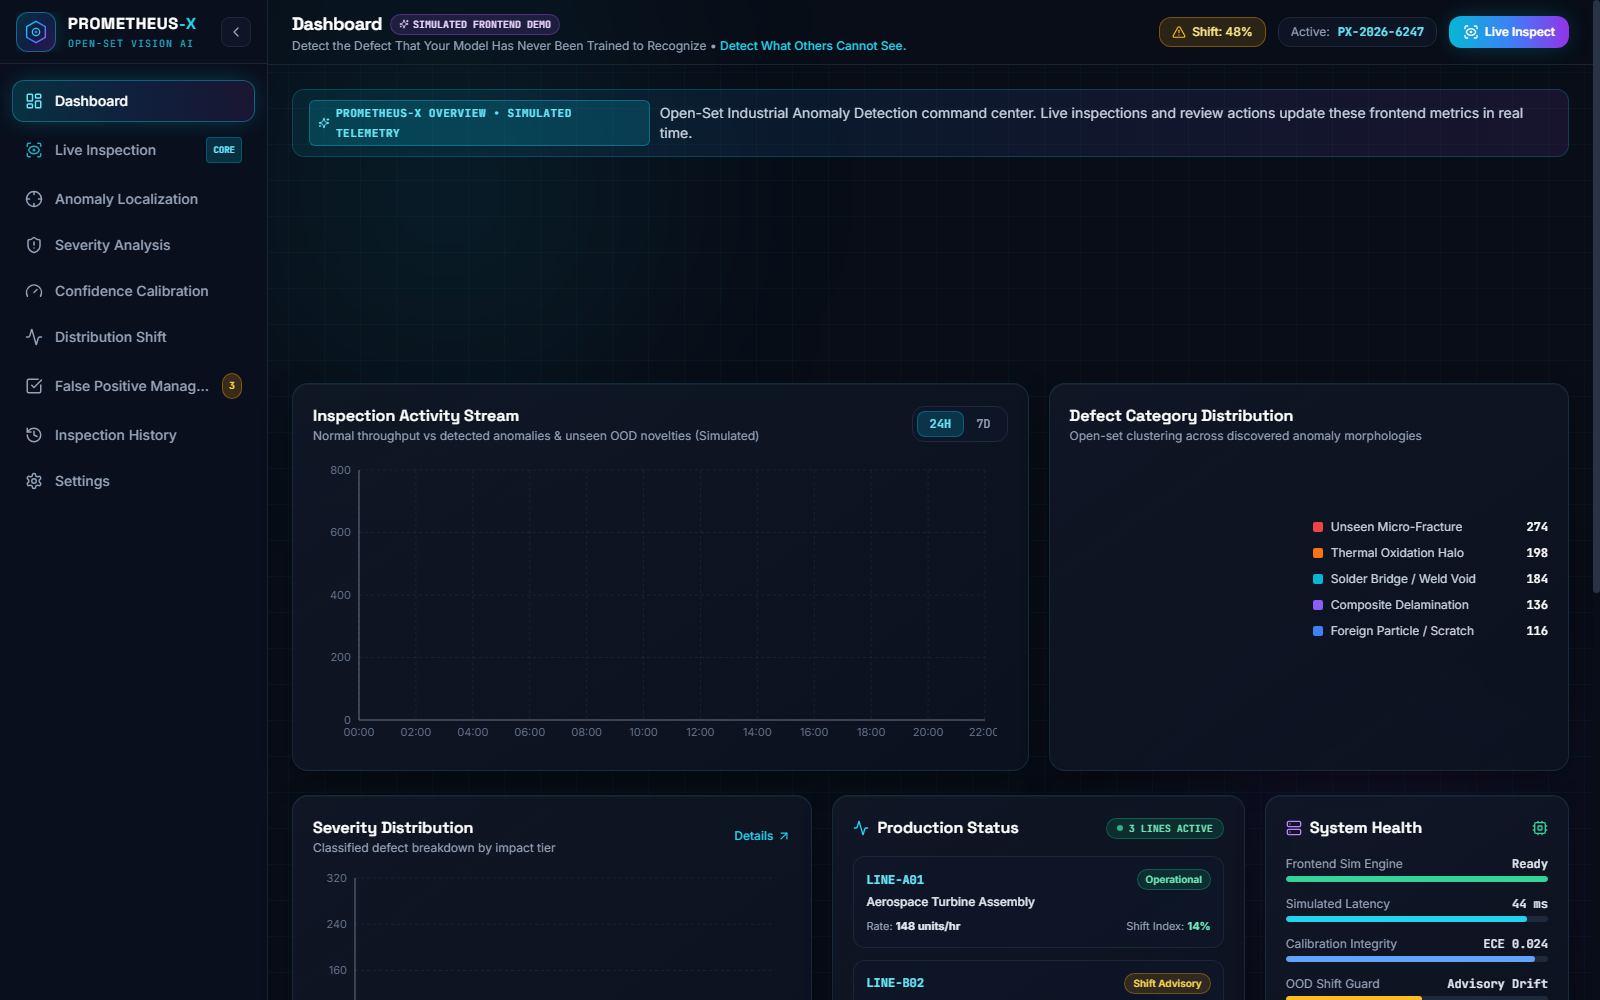 PROMETHEUS-X
OPEN-SET VISION AI
Dashboard
Live Inspection
CORE
Anomaly Localization
Severity Analysis
Confidence Calibration
Distribution Shift
False Positive Manag...
3
Inspection History
Settings
Dashboard
SIMULATED FRONTEND DEMO
Detect the Defect That Your Model Has Never Been Trained to Recognize • Detect What Others Cannot See.
Shift: 48%
Active: PX-2026-6247
Live Inspect
PROMETHEUS-X OVERVIEW • SIMULATED
TELEMETRY
Open-Set Industrial Anomaly Detection command center. Live inspections and review actions update these frontend metrics in real
time.
Inspection Activity Stream
Normal throughput vs detected anomalies & unseen OOD novelties (Simulated)
24H 7D
800
600
400
200
0
00:00 02:00 04:00 06:00 08:00 10:00 12:00 14:00 16:00 18:00 20:00 22:00
Defect Category Distribution
Open-set clustering across discovered anomaly morphologies
Unseen Micro-Fracture 274
Thermal Oxidation Halo 198
Solder Bridge / Weld Void 184
Composite Delamination 136
Foreign Particle / Scratch 116
Severity Distribution
Classified defect breakdown by impact tier
Details
320
240
160
Production Status
3 LINES ACTIVE
LINE-A01
Operational
Aerospace Turbine Assembly
Rate: 148 units/hr
Shift Index: 14%
LINE-B02
Shift Advisory
System Health
Frontend Sim Engine Ready
Simulated Latency 44 ms
Calibration Integrity ECE 0.024
OOD Shift Guard Advisory Drift